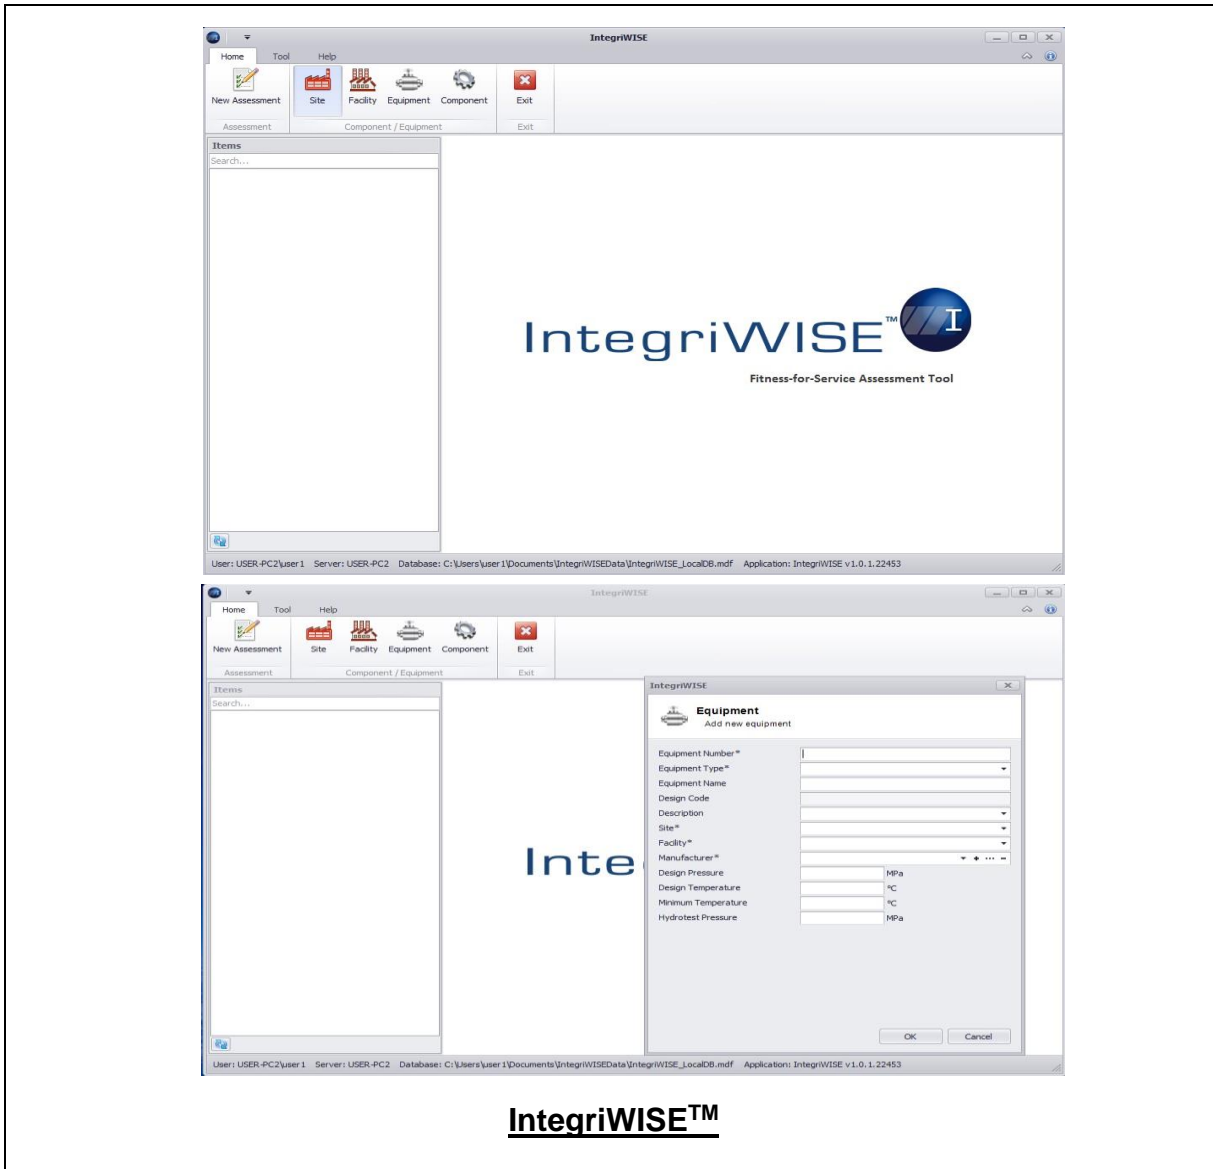 IntegriWISE
Home Tool Help
New Assessment Site Facility Equipment Component Exit
Assessment Component / Equipment Exit
Items
Search...
IntegriWISE™ I
Fitness-for-Service Assessment Tool
User: USER-PC2\user1 Server: USER-PC2 Database: C:\Users\user1\Documents\IntegriWISEData\IntegriWISE_LocalDB.mdf Application: IntegriWISE v1.0.1.22453
IntegriWISE
Home Tool Help
New Assessment Site Facility Equipment Component Exit
Assessment Component / Equipment Exit
Items
Search...
Inte
IntegriWISE
Equipment
Add new equipment
Equipment Number*
Equipment Type*
Equipment Name
Design Code
Description
Site*
Facility*
Manufacturer*
Design Pressure MPa
Design Temperature °C
Minimum Temperature °C
Hydrotest Pressure MPa
OK Cancel
User: USER-PC2\user1 Server: USER-PC2 Database: C:\Users\user1\Documents\IntegriWISEData\IntegriWISE_LocalDB.mdf Application: IntegriWISE v1.0.1.22453
IntegriWISE™